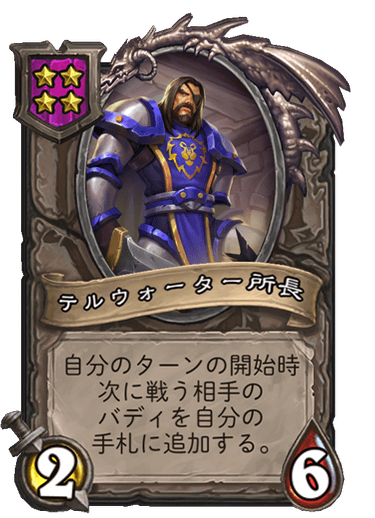 テルウォーター所長
自分のターンの開始時
次に戦う相手の
バディを自分の
手札に追加する。
2
6